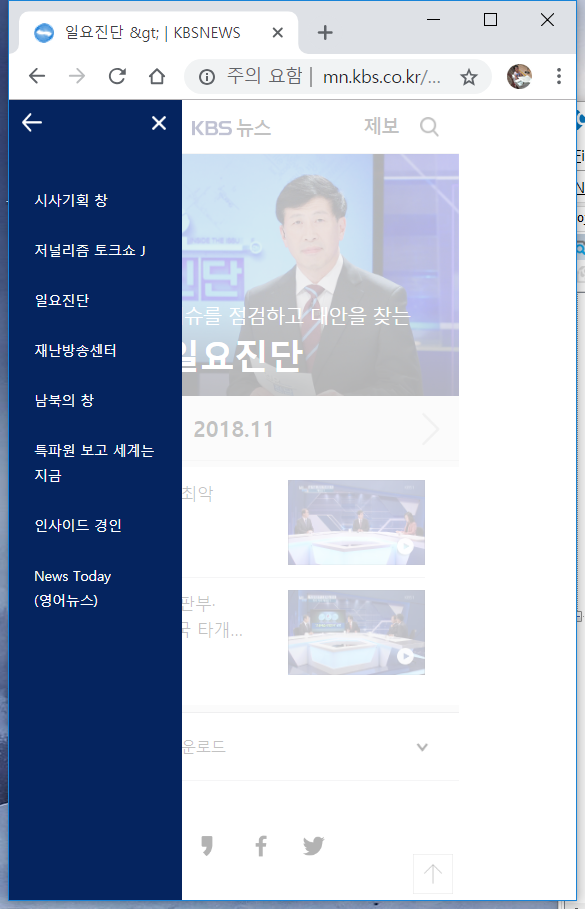 일요진단 &gt; | KBSNEWS
주의 요함 | mn.kbs.co.kr/...
KBS 뉴스
제보
시사기획 창
저널리즘 토크쇼 J
일요진단
재난방송센터
남북의 창
특파원 보고 세계는
지금
인사이드 경인
News Today
(영어뉴스)
슈를 점검하고 대안을 찾는
일요진단
2018.11
최악
판부·
국 타개...
운로드